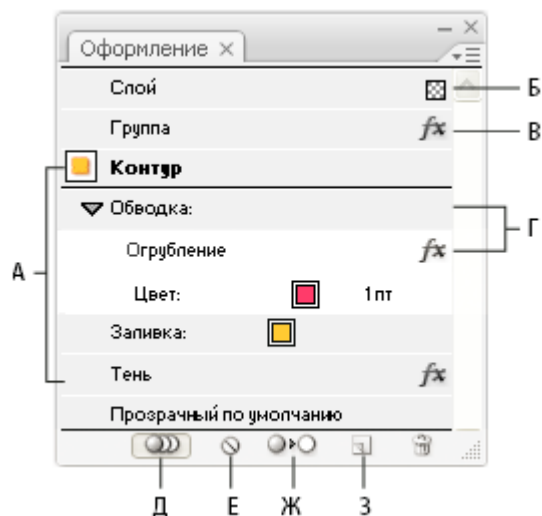 Оформление
Слой
Б
Группа
В
Контур
Обводка:
Г
Огрубление
А
Цвет: 1 пт
Заливка:
Тень
Прозрачный по умолчанию
Д Е Ж З